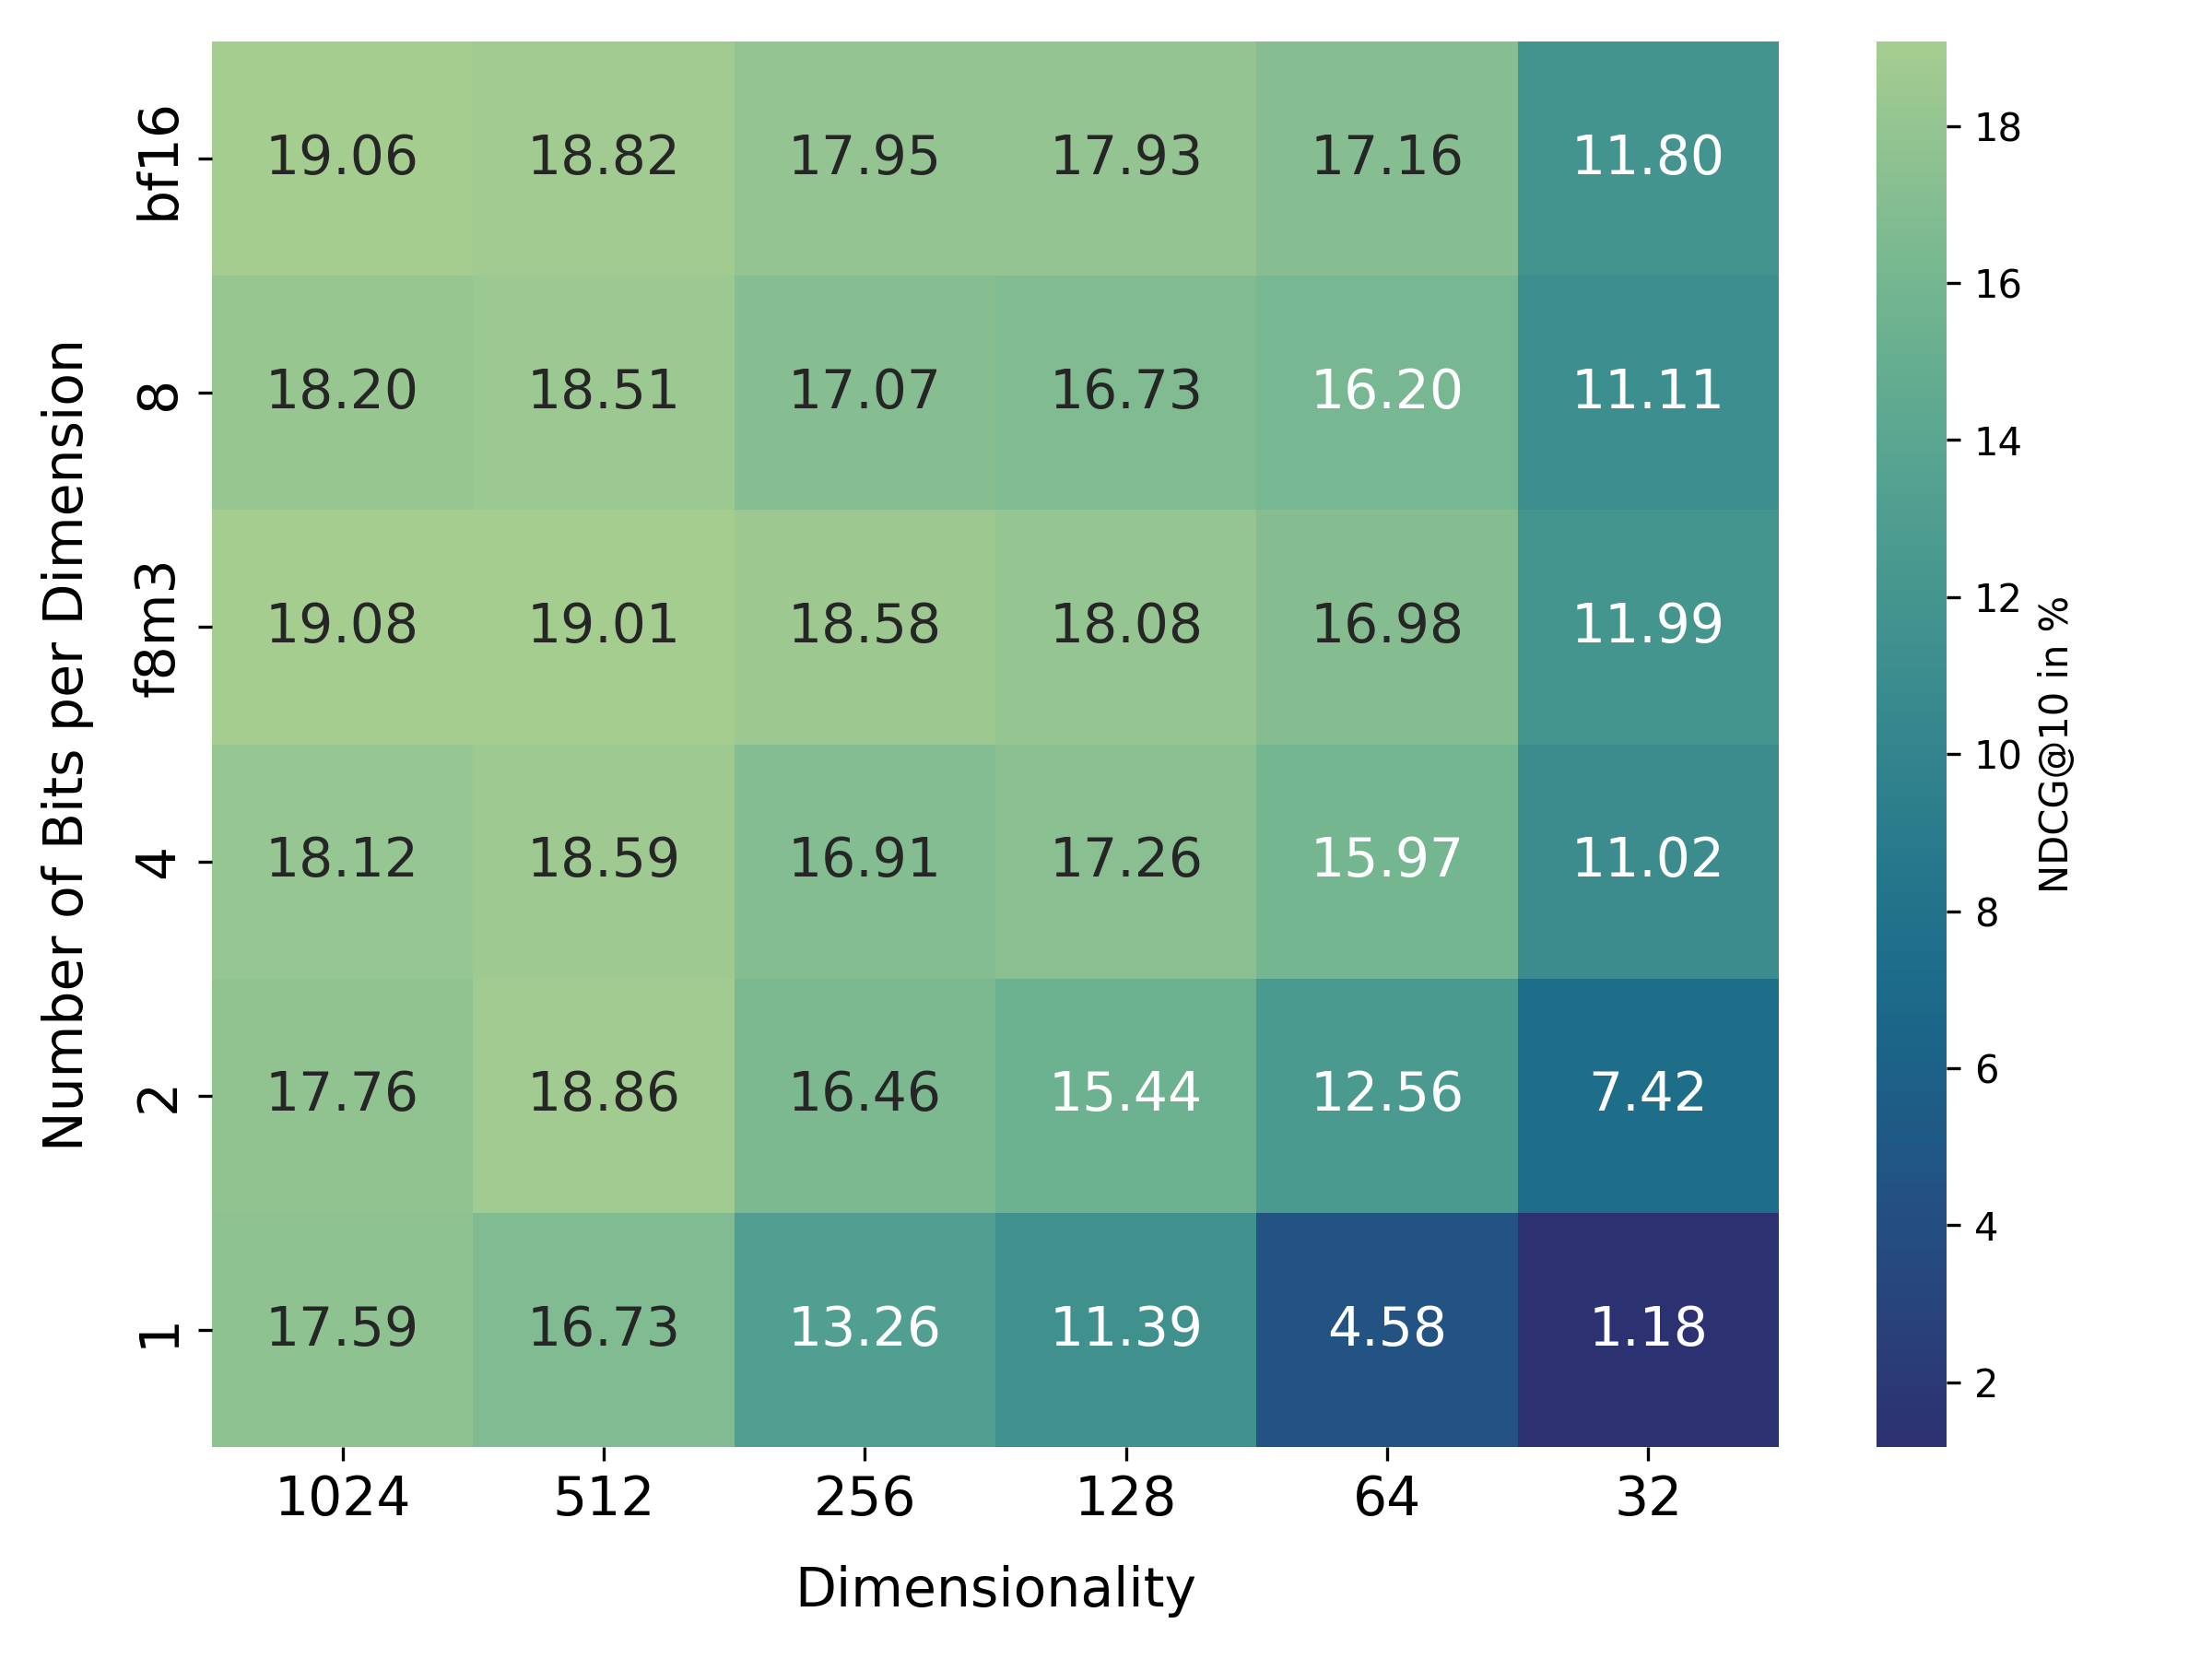 Number of Bits per Dimension
bf16 19.06 18.82 17.95 17.93 17.16 11.80
8 18.20 18.51 17.07 16.73 16.20 11.11
f8m3 19.08 19.01 18.58 18.08 16.98 11.99
4 18.12 18.59 16.91 17.26 15.97 11.02
2 17.76 18.86 16.46 15.44 12.56 7.42
1 17.59 16.73 13.26 11.39 4.58 1.18
1024 512 256 128 64 32
Dimensionality
18
16
14
12
10
8
6
4
2
NDCG@10 in %